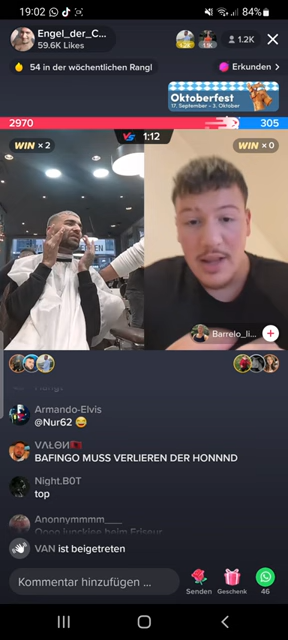 19:02
84%
Engel_der_C...
59.6K Likes
1.2K
54 in der wöchentlichen Rangl
Erkunden >
Oktoberfest
17. September - 3. Oktober
2970
305
WIN × 2
VS 1:12
WIN × 0
Barrelo_li...
Armando-Elvis
@Nur62 😂
VΛŁӨИ🇦🇱
BAFINGO MUSS VERLIEREN DER HONNND
Night.B0T
top
Anonnymmmm___
VAN ist beigetreten
Kommentar hinzufügen ...
Senden
Geschenk
46